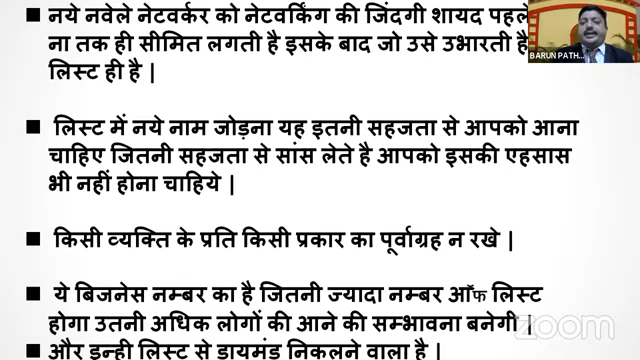 ■ नये नवेले नेटवर्कर को नेटवर्किंग की जिंदगी शायद
ना तक ही सीमित लगती है इसके बाद जो उसे उभारती है
लिस्ट ही है |
■ लिस्ट में नये नाम जोड़ना यह इतनी सहजता से आपको आना
चाहिए जितनी सहजता से सांस लेते है आपको इसकी एहसास
भी नहीं होना चाहिये |
■ किसी व्यक्ति के प्रति किसी प्रकार का पूर्वाग्रह न रखे |
■ ये बिजनेस नम्बर का है जितनी ज्यादा नम्बर ऑफ लिस्ट
होगा उतनी अधिक लोगों की आने की सम्भावना बनेगी |
■ और इन्ही लिस्ट से डायमंड निकलने वाला है |
BARUN PATH...
zoom